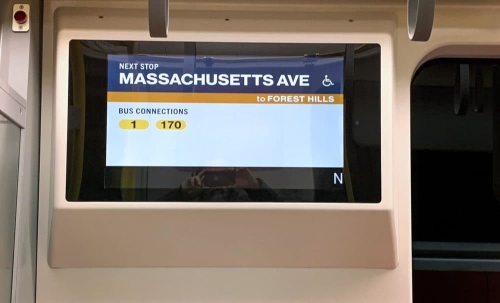 NEXT STOP
MASSACHUSETTS AVE
to FOREST HILLS
BUS CONNECTIONS
1 170
N